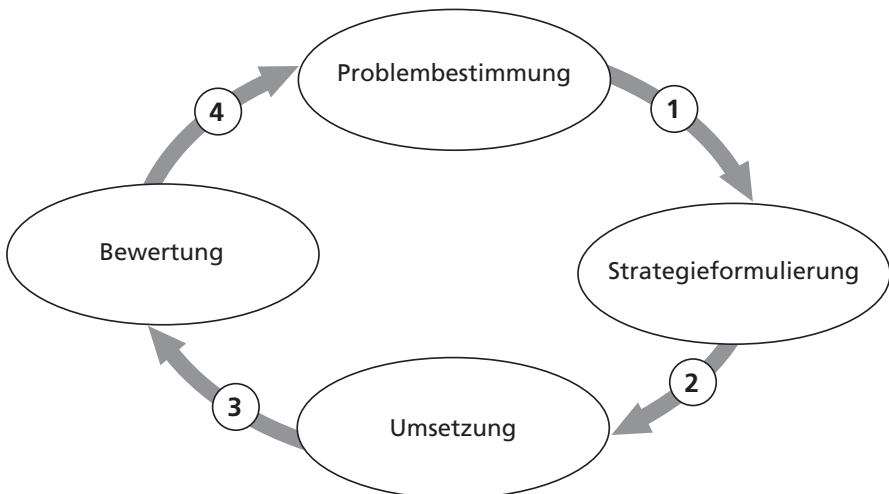 Problembestimmung
1
Strategieformulierung
2
Umsetzung
3
Bewertung
4